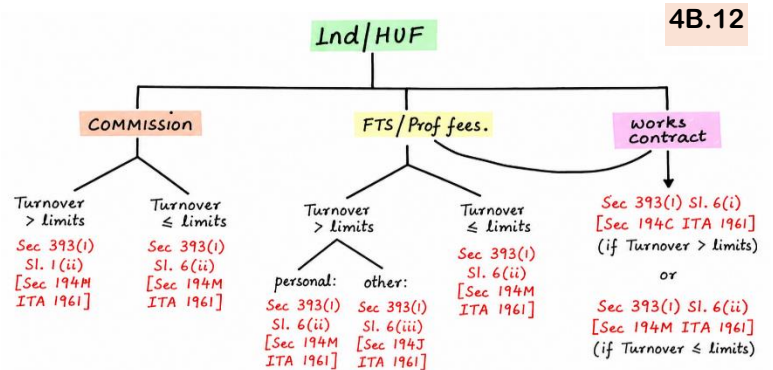 4B.12
Ind/HUF
COMMISSION
FTS/Prof fees.
works
contract
Turnover
> limits
Sec 393(1)
Sl. 1(ii)
[Sec 194M
ITA 1961]
Turnover
≤ limits
Sec 393(1)
Sl. 6(ii)
[Sec 194M
ITA 1961]
Turnover
> limits
personal:
Sec 393(1)
Sl. 6(ii)
[Sec 194M
ITA 1961]
other:
Sec 393(1)
Sl. 6(iii)
[Sec 194J
ITA 1961]
Turnover
≤ limits
Sec 393(1)
Sl. 6(ii)
[Sec 194M
ITA 1961]
Sec 393(1) Sl. 6(i)
[Sec 194C ITA 1961]
(if Turnover > limits)
or
Sec 393(1) Sl. 6(ii)
[Sec 194M ITA 1961]
(if Turnover ≤ limits)